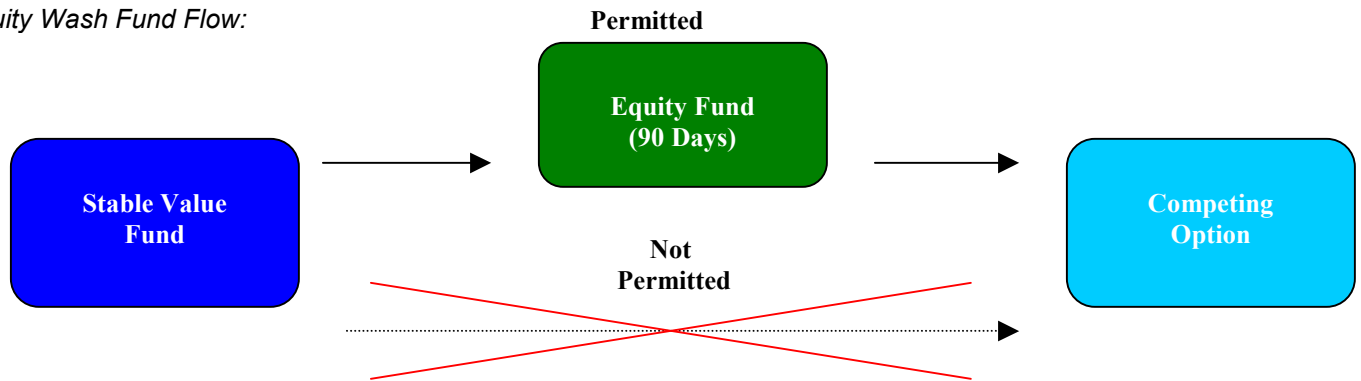 uity Wash Fund Flow:
Permitted
Equity Fund
(90 Days)
Stable Value
Fund
Competing
Option
Not
Permitted